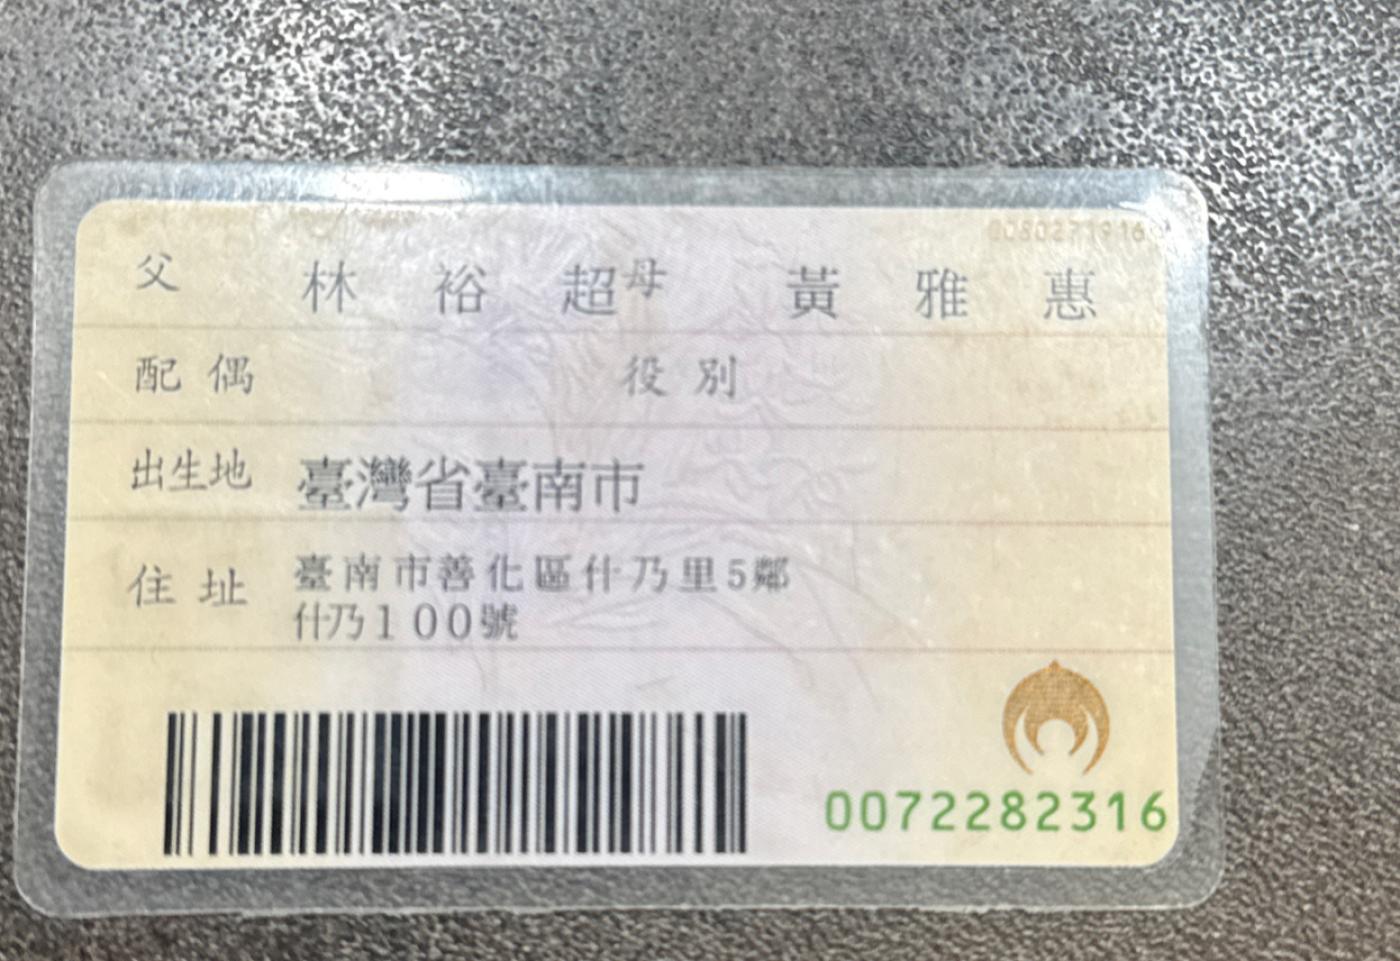 父 林裕超 母 黃雅惠
配偶 役別
出生地 臺灣省臺南市
住址 臺南市善化區什乃里5鄰
什乃100號
0072282316